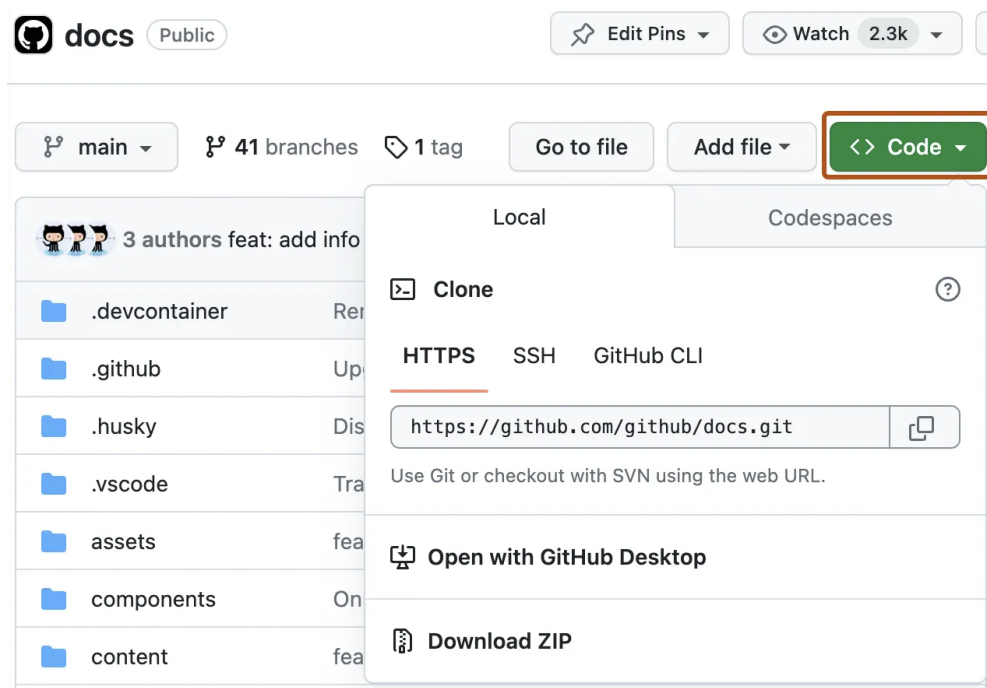 docs Public Edit Pins Watch 2.3k
main 41 branches 1 tag Go to file Add file <> Code
3 authors feat: add info
Local Codespaces
Clone
.devcontainer
HTTPS SSH GitHub CLI
.github
https://github.com/github/docs.git
.husky
Use Git or checkout with SVN using the web URL.
.vscode
assets
Open with GitHub Desktop
components On
content
Download ZIP